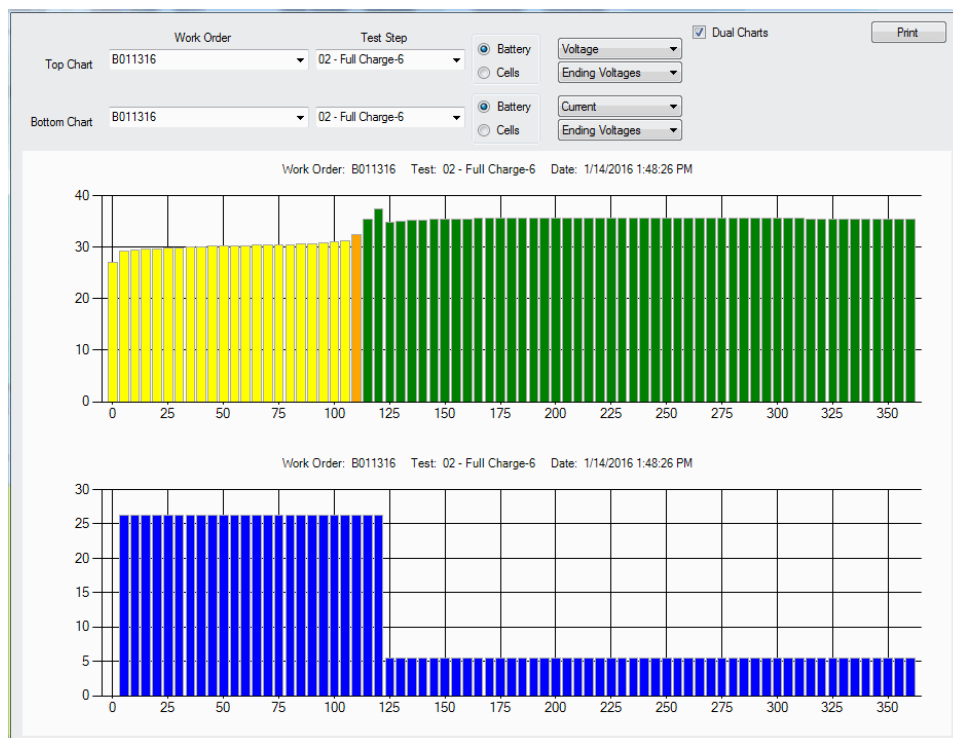 Work Order Test Step Dual Charts Print
Top Chart B011316 02 - Full Charge-6 Battery Voltage
Cells Ending Voltages
Bottom Chart B011316 02 - Full Charge-6 Battery Current
Cells Ending Voltages
Work Order: B011316 Test: 02 - Full Charge-6 Date: 1/14/2016 1:48:26 PM
40
30
20
10
0
0 25 50 75 100 125 150 175 200 225 250 275 300 325 350
Work Order: B011316 Test: 02 - Full Charge-6 Date: 1/14/2016 1:48:26 PM
30
25
20
15
10
5
0
0 25 50 75 100 125 150 175 200 225 250 275 300 325 350